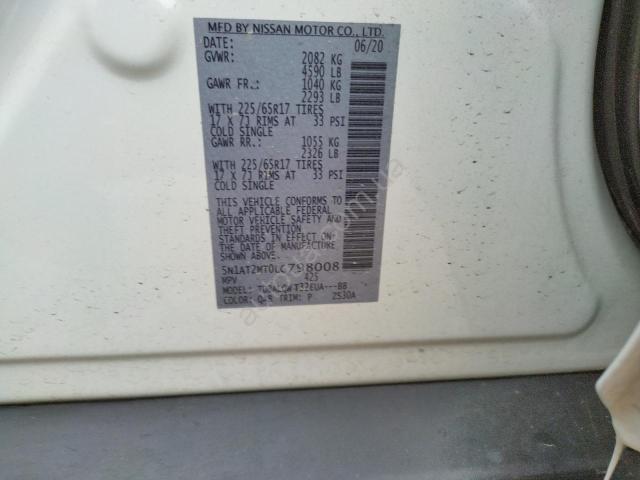 MFD BY NISSAN MOTOR CO., LTD.
DATE: 06/20
GVWR: 2082 KG
4590 LB
GAWR FR.: 1040 KG
2293 LB
WITH 225/65R17 TIRES
17 X 7J RIMS AT 33 PSI
COLD SINGLE
GAWR RR.: 1055 KG
2326 LB
WITH 225/65R17 TIRES
17 X 7J RIMS AT 33 PSI
COLD SINGLE
THIS VEHICLE CONFORMS TO
ALL APPLICABLE FEDERAL
MOTOR VEHICLE SAFETY AND
THEFT PREVENTION STANDARDS
IN EFFECT ON THE DATE
OF MANUFACTURE
SHOWN ABOVE.
5N1AT2MT0LC798008
MPV 425
MODEL:
COLOR: TRIM: P 2S30A